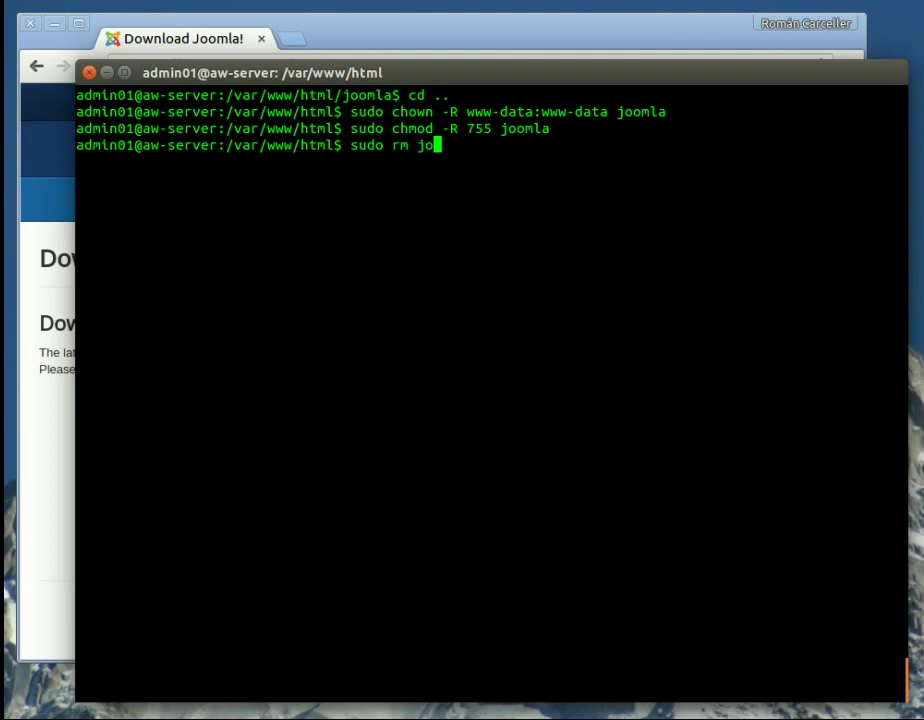 Román Carceller
Download Joomla!
admin01@aw-server: /var/www/html
admin01@aw-server:/var/www/html/joomla$ cd ..
admin01@aw-server:/var/www/html$ sudo chown -R www-data:www-data joomla
admin01@aw-server:/var/www/html$ sudo chmod -R 755 joomla
admin01@aw-server:/var/www/html$ sudo rm jo
Dow
Dow
The lat
Please